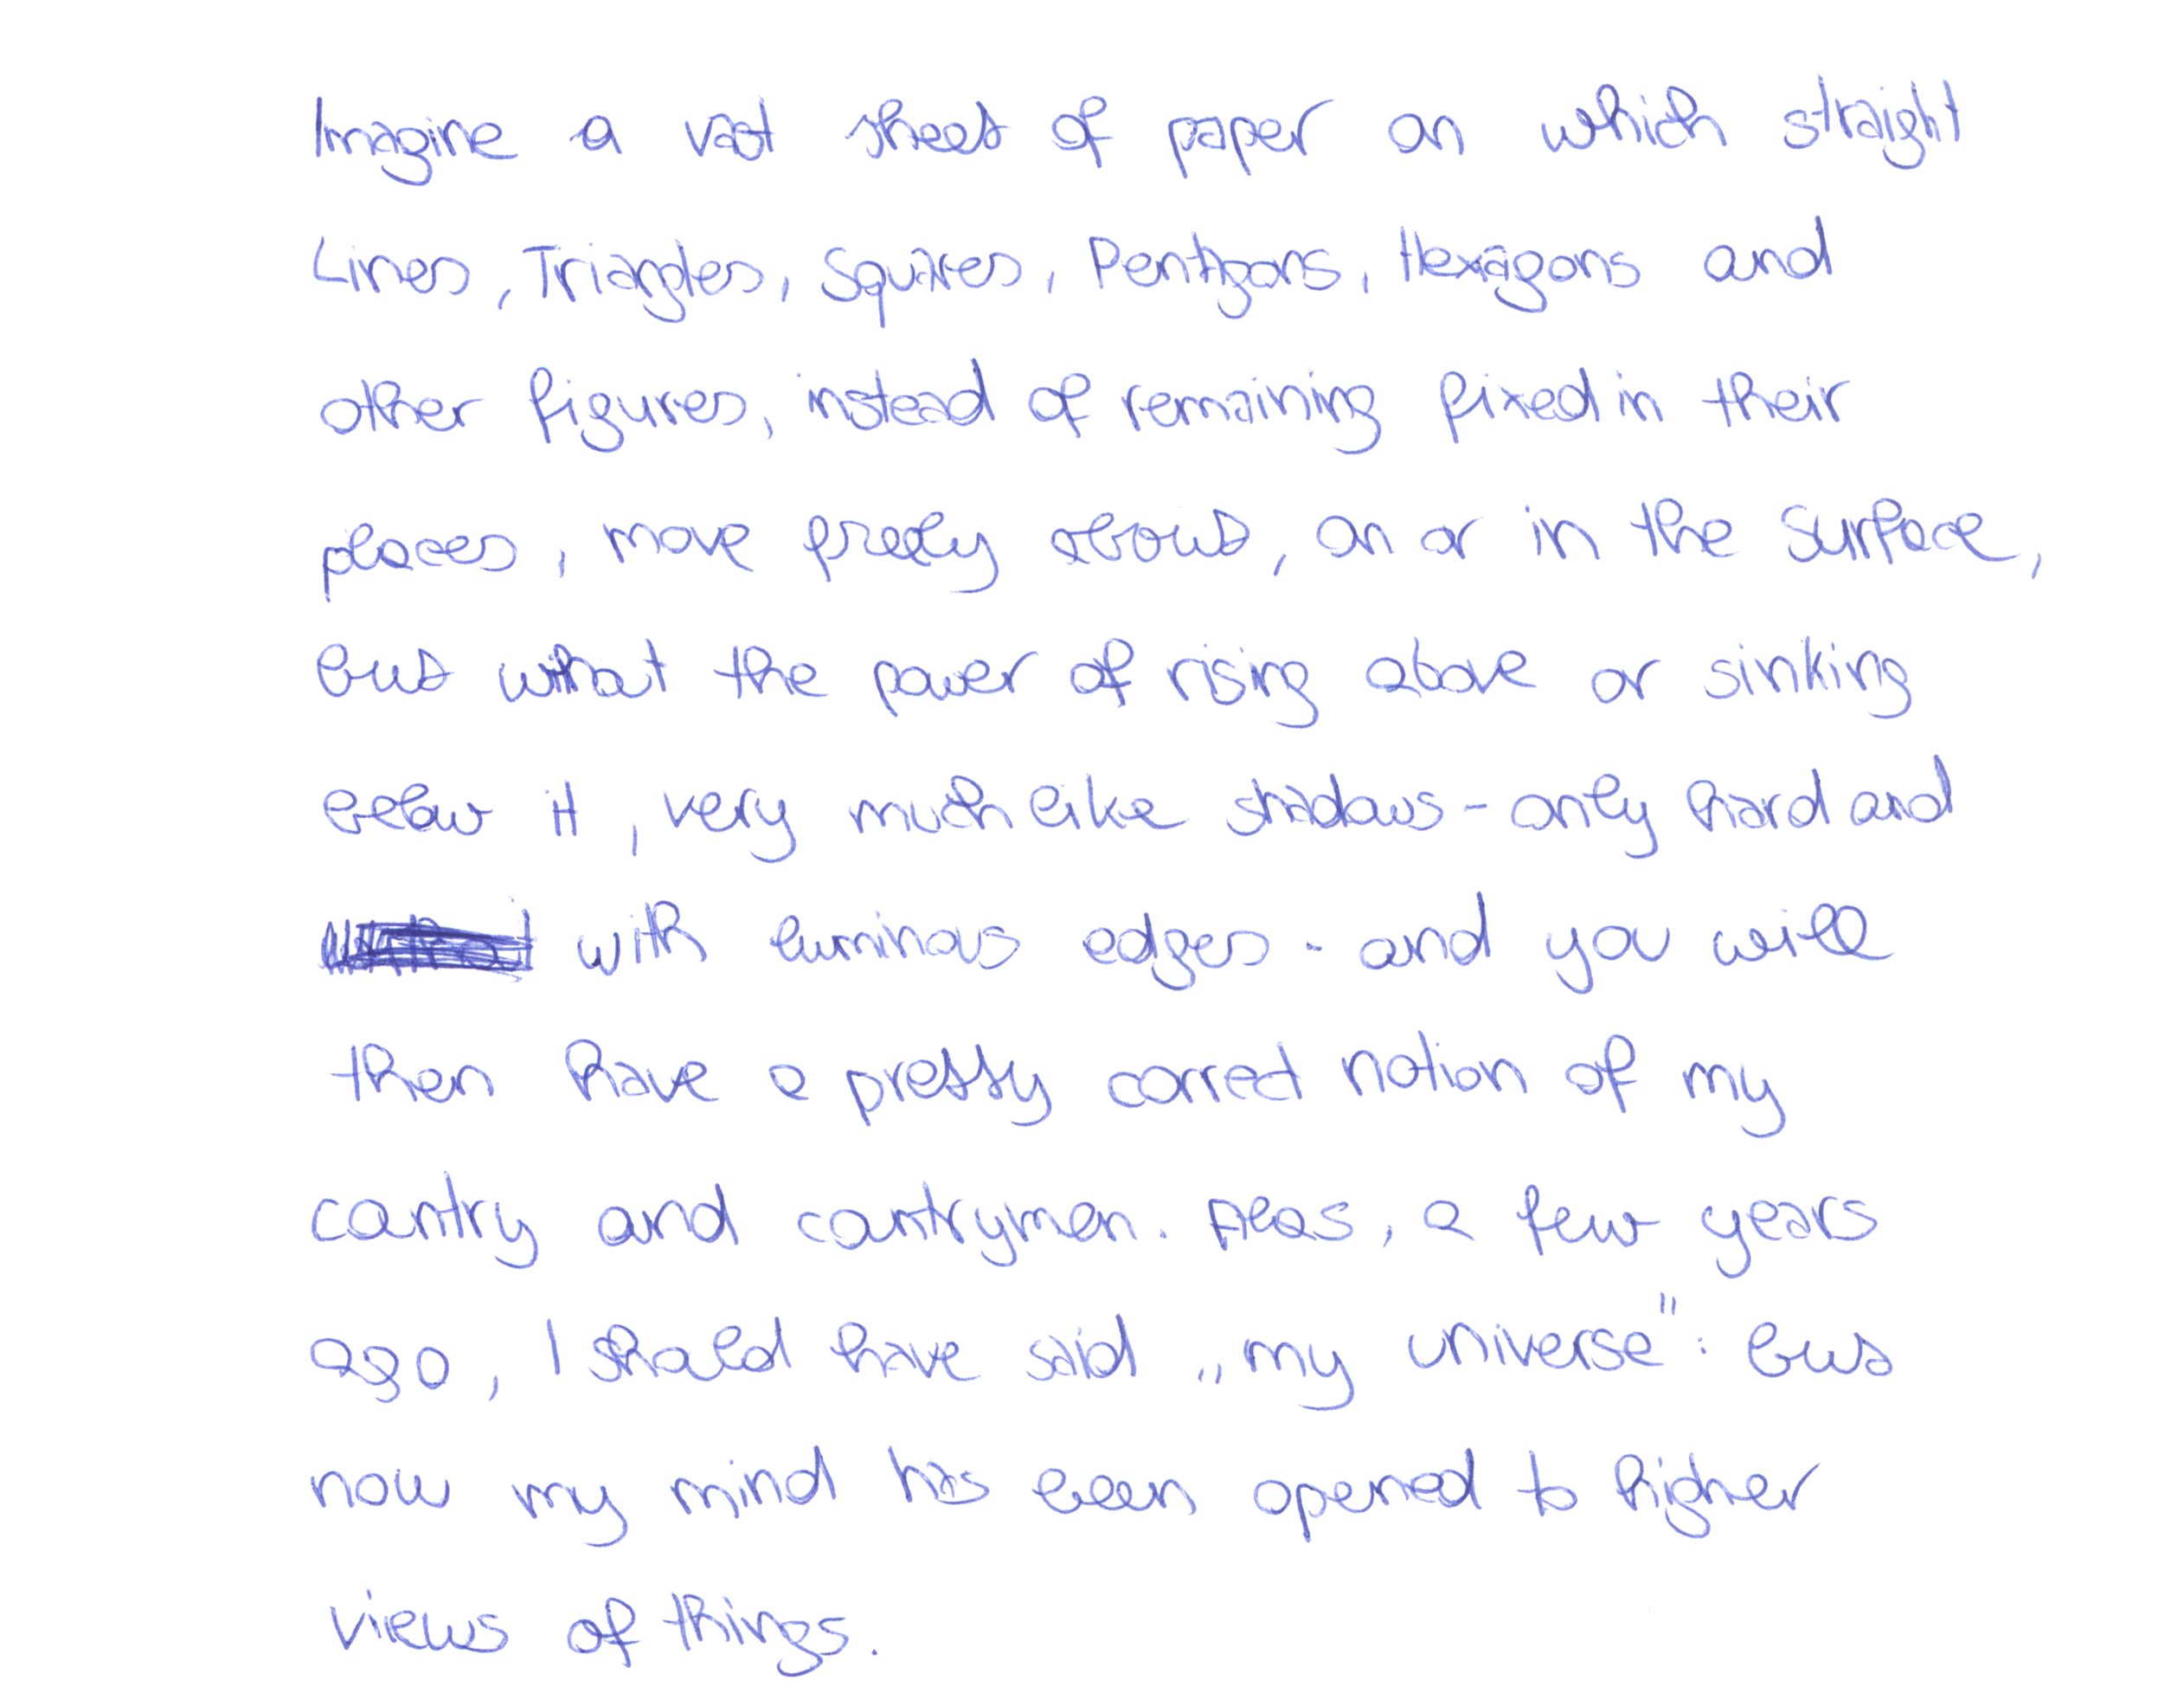 Imagine a vast sheet of paper on which straight
Lines, Triangles, Squares, Pentagons, Hexagons and
other figures, instead of remaining fixed in their
places, move freely about, on or in the surface,
but without the power of rising above or sinking
below it, very much like shadows - only hard and
with luminous edges - and you will
then have a pretty correct notion of my
country and countrymen. Alas, a few years
ago, I should have said „my universe": but
now my mind has been opened to higher
views of things.